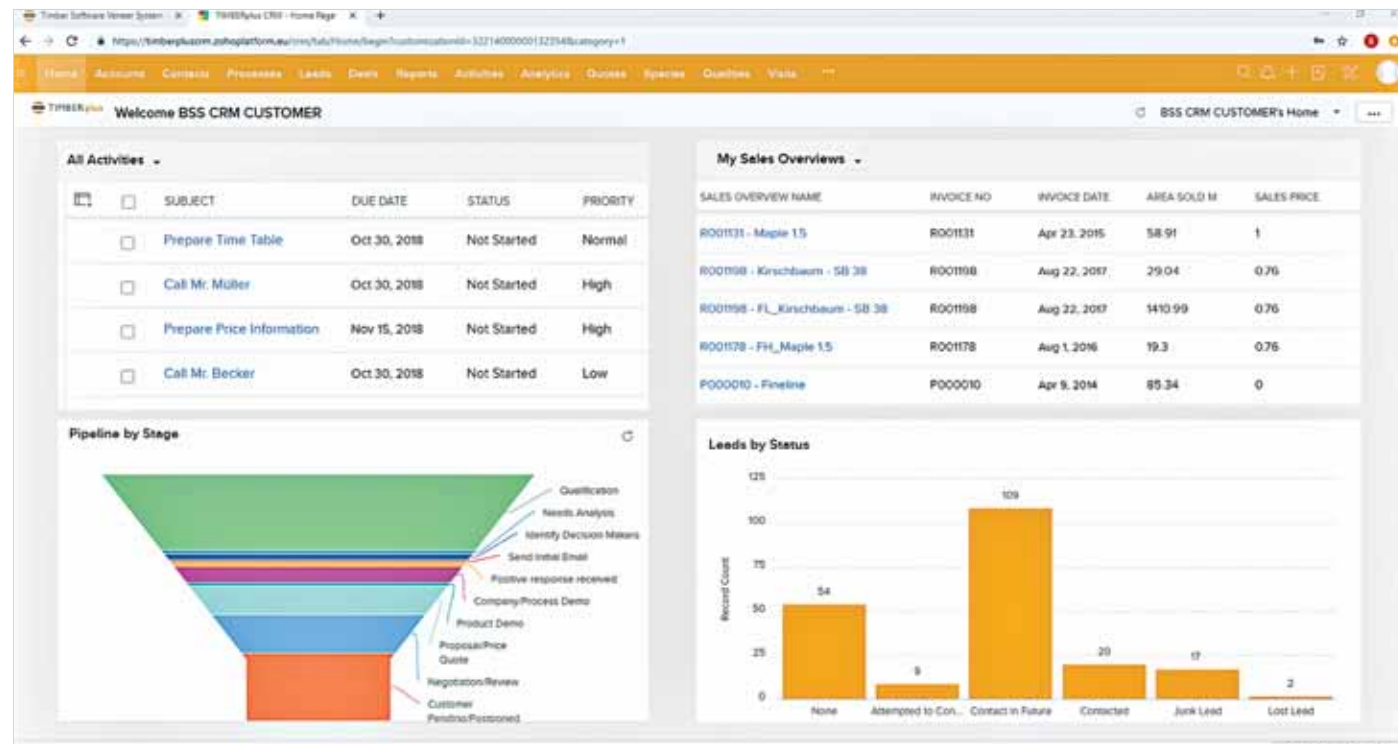 Timber Software Veneer System
TIMBERplus CRM - Home Page
Home Accounts Contacts Processes Leads Deals Reports Activities Analytics Quotes Species Qualities Visits ...
TIMBERplus Welcome BSS CRM CUSTOMER
BSS CRM CUSTOMER's Home
All Activities
SUBJECT DUE DATE STATUS PRIORITY
Prepare Time Table Oct 30, 2018 Not Started Normal
Call Mr. Müller Oct 30, 2018 Not Started High
Prepare Price Information Nov 15, 2018 Not Started High
Call Mr. Becker Oct 30, 2018 Not Started Low
My Sales Overviews
SALES OVERVIEW NAME INVOICE NO INVOICE DATE AREA SOLD M SALES PRICE
R001131 - Maple 1.5 R001131 Apr 23, 2015 58.91 1
R001198 - Kirschbaum - SB 38 R001198 Aug 22, 2017 29.04 0.76
R001198 - FL_Kirschbaum - SB 38 R001198 Aug 22, 2017 1410.99 0.76
R001178 - FH_Maple 1.5 R001178 Aug 1, 2016 19.3 0.76
P000010 - Fineline P000010 Apr 9, 2014 85.34 0
Pipeline by Stage
Qualification
Needs Analysis
Identify Decision Makers
Send Initial Email
Positive response received
Company/Process Demo
Product Demo
Proposal/Price
Quote
Negotiation/Review
Customer
Pending/Postponed
Leads by Status
Record Count
125
100
75
50
25
0
54
9
109
20
17
2
None
Attempted to Con...
Contact in Future
Contacted
Junk Lead
Lost Lead